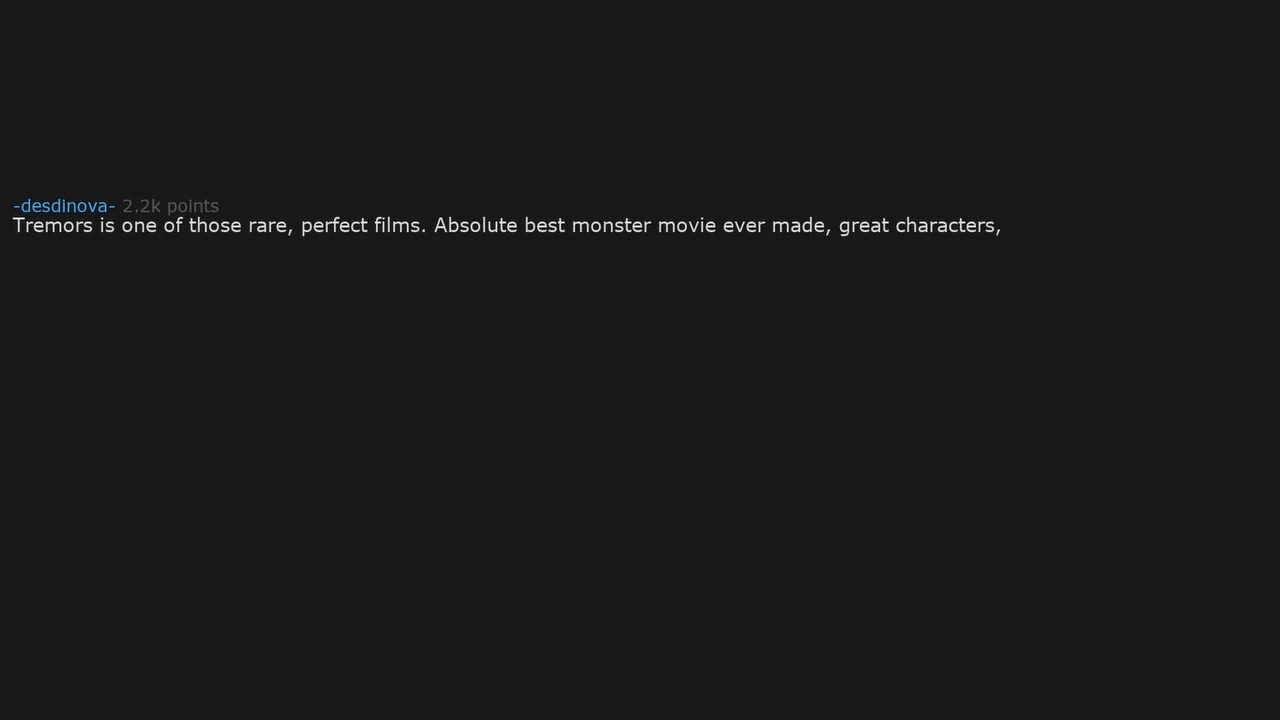 -desdinova- 2.2k points
Tremors is one of those rare, perfect films. Absolute best monster movie ever made, great characters,